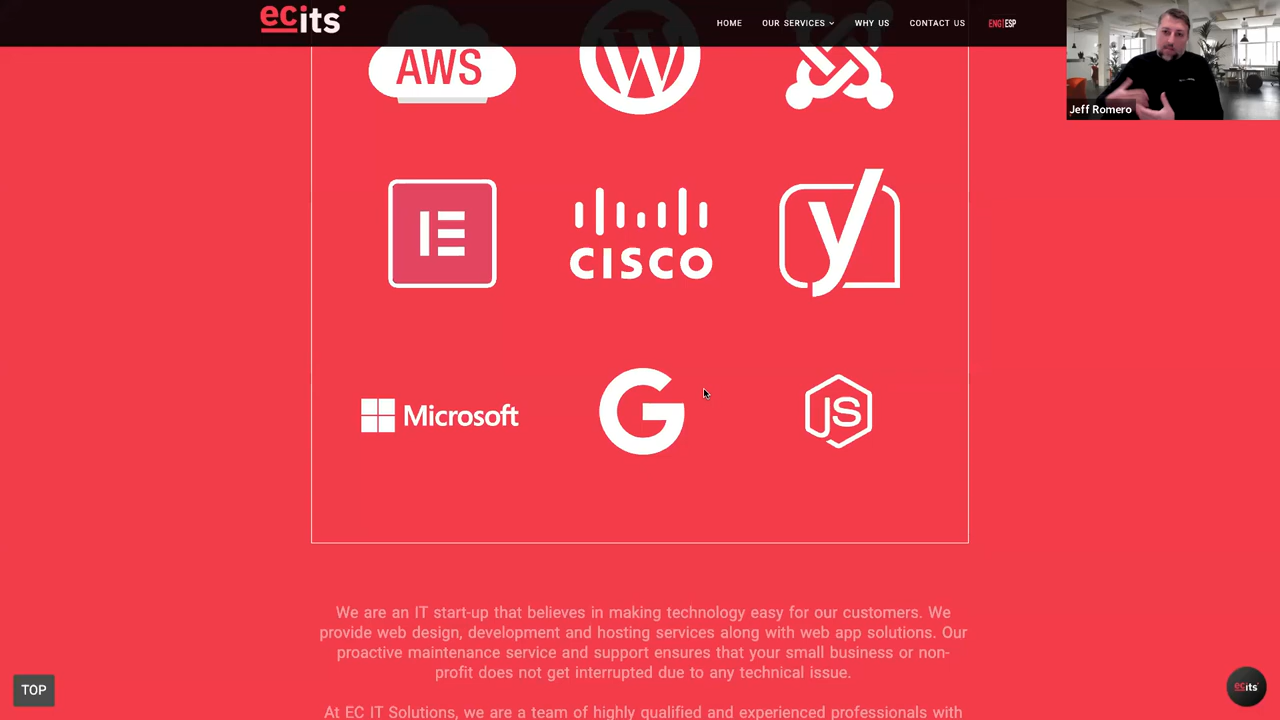 ecits
HOME OUR SERVICES WHY US CONTACT US ENG|ESP
Jeff Romero
AWS
W
E
CISCO
y
Microsoft
G
JS
We are an IT start-up that believes in making technology easy for our customers. We
provide web design, development and hosting services along with web app solutions. Our
proactive maintenance service and support ensures that your small business or non-
profit does not get interrupted due to any technical issue.
At EC IT Solutions, we are a team of highly qualified and experienced professionals with
TOP
ecits